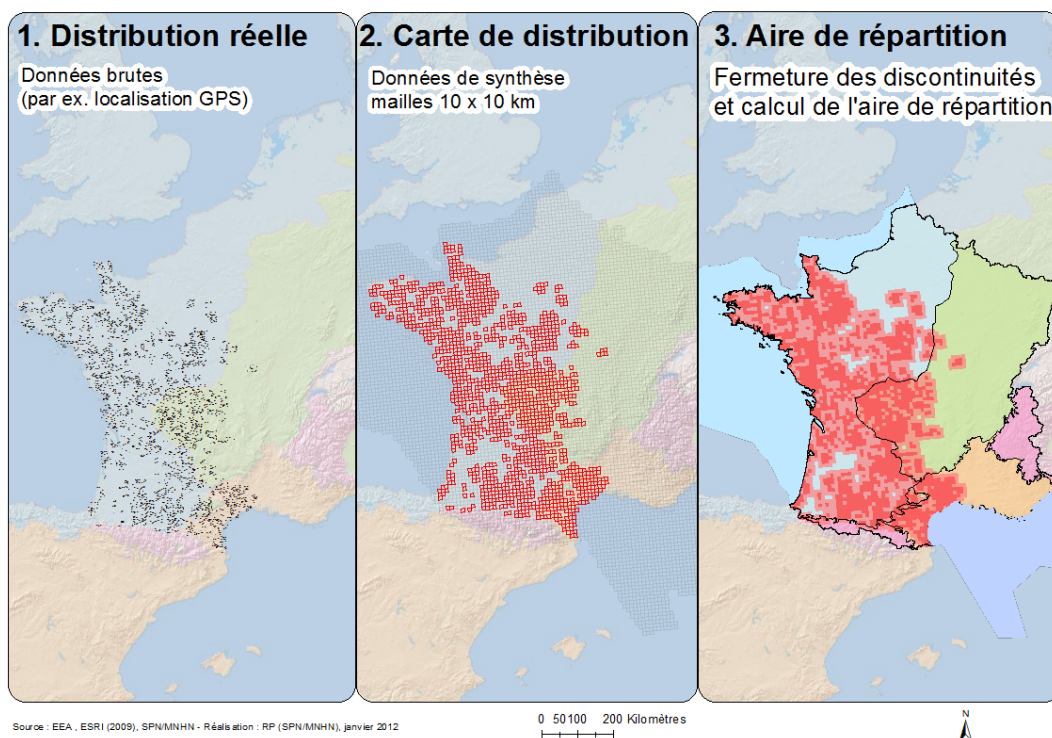 1. Distribution réelle
Données brutes
(par ex. localisation GPS)
2. Carte de distribution
Données de synthèse
mailles 10 x 10 km
3. Aire de répartition
Fermeture des discontinuités
et calcul de l'aire de répartition
Source : EEA , ESRI (2009), SPN/MNHN - Réalisation : RP (SPN/MNHN), janvier 2012
0 50 100 200 Kilomètres
N